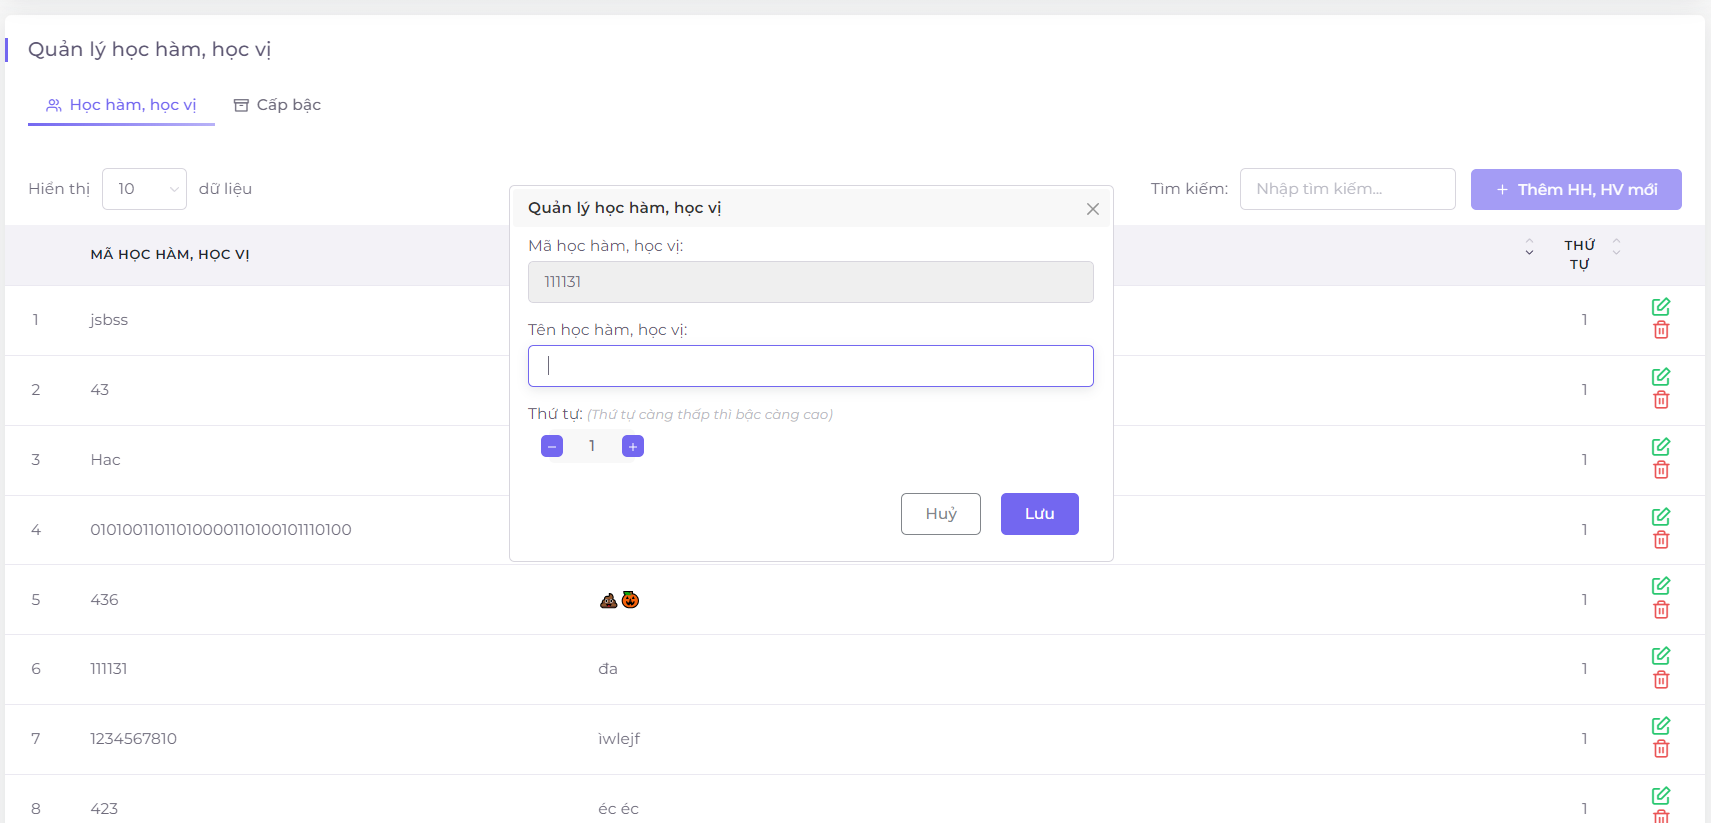 Quản lý học hàm, học vị
Học hàm, học vị Cấp bậc
Hiển thị 10 dữ liệu
Tìm kiếm: Nhập tìm kiếm... + Thêm HH, HV mới
MÃ HỌC HÀM, HỌC VỊ
THỨ TỰ
1 jsbss 1
2 43 1
3 Hac 1
4 01010011011010000110100101110100 1
5 436 💩🎃 1
6 111131 đa 1
7 1234567810 ìwlejf 1
8 423 éc éc 1
Quản lý học hàm, học vị
Mã học hàm, học vị:
111131
Tên học hàm, học vị:
Thứ tự: (Thứ tự càng thấp thì bậc càng cao)
− 1 +
Huỷ Lưu